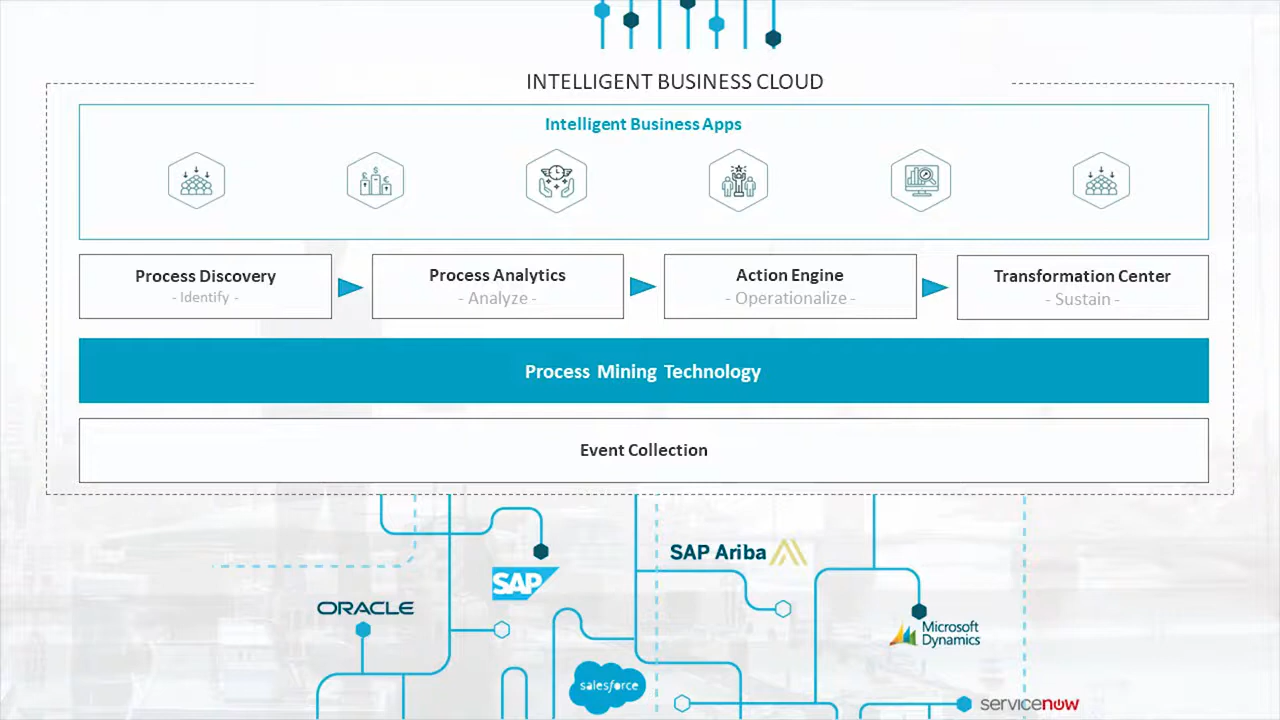 INTELLIGENT BUSINESS CLOUD
Intelligent Business Apps
Process Discovery
- Identify -
Process Analytics
- Analyze -
Action Engine
- Operationalize -
Transformation Center
- Sustain -
Process Mining Technology
Event Collection
SAP Ariba
SAP
ORACLE
Microsoft
Dynamics
salesforce
servicenow